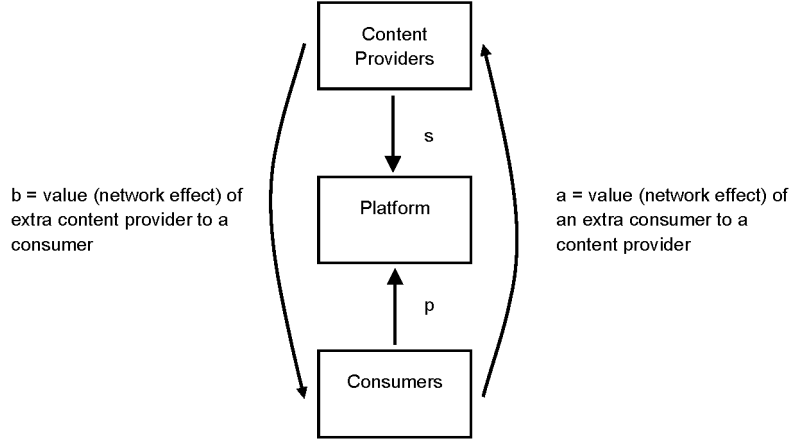 Content
Providers
s
b = value (network effect) of
extra content provider to a
consumer
Platform
a = value (network effect) of
an extra consumer to a
content provider
p
Consumers